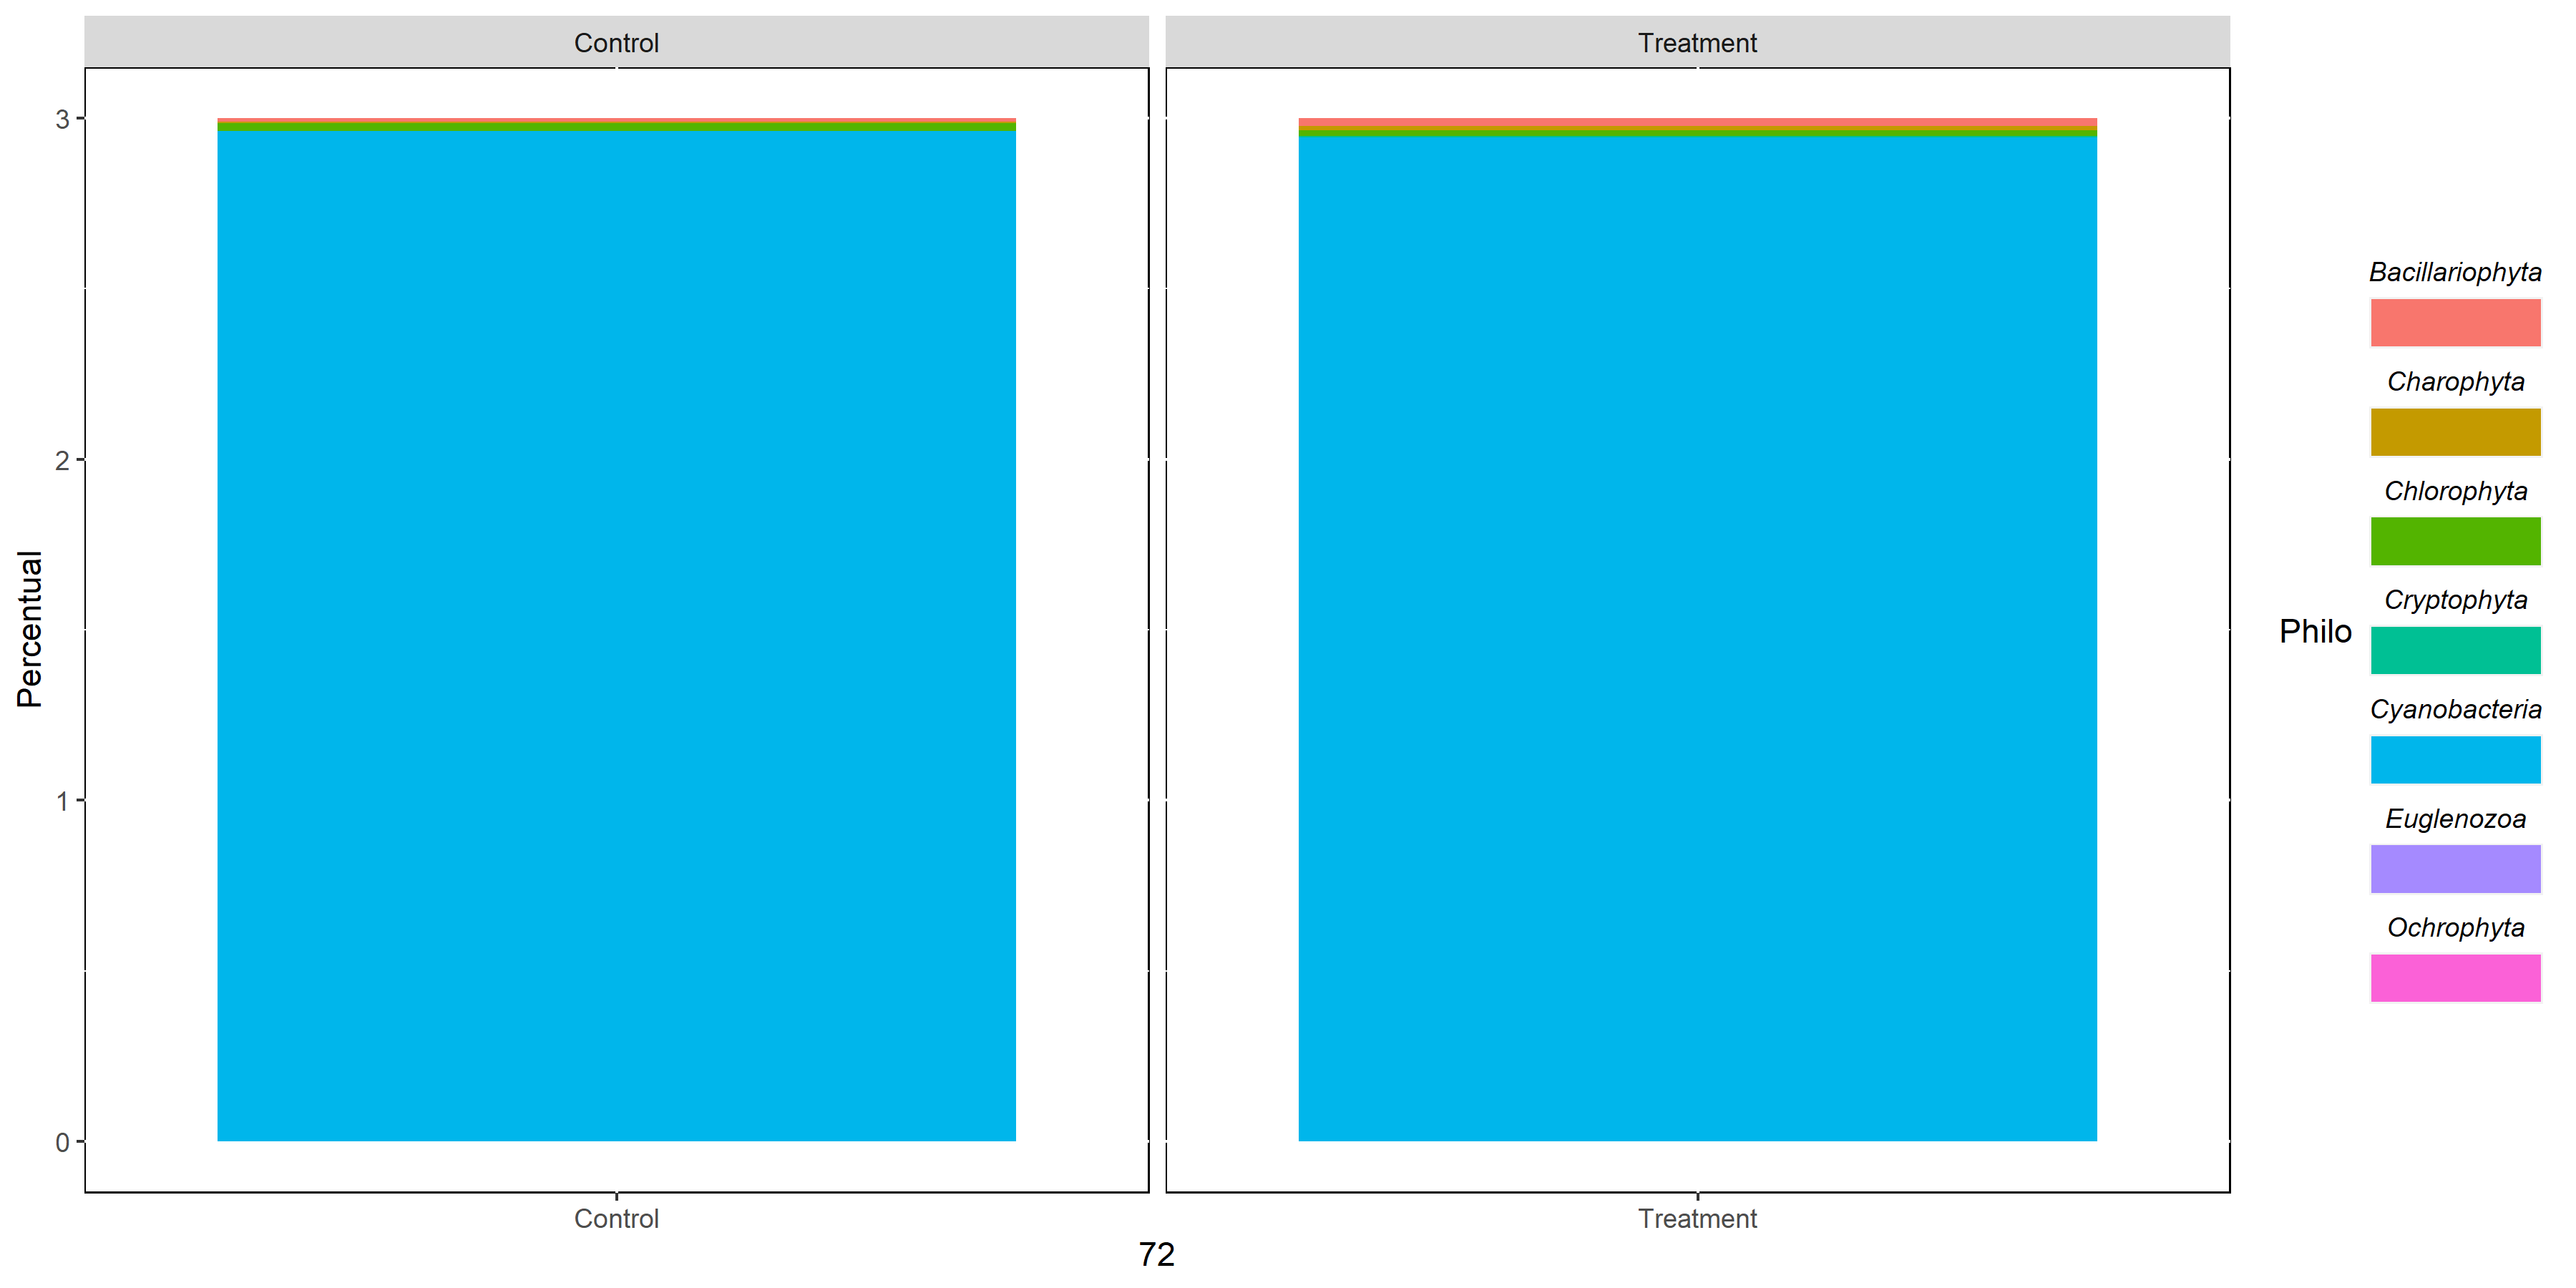 Control
Treatment
3
2
1
0
Percentual
Control
Treatment
72
Philo
Bacillariophyta
Charophyta
Chlorophyta
Cryptophyta
Cyanobacteria
Euglenozoa
Ochrophyta